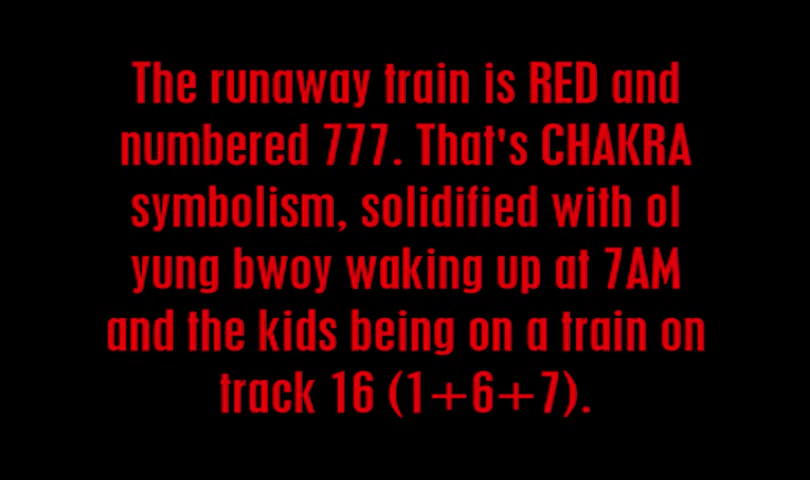 The runaway train is RED and
numbered 777. That's CHAKRA
symbolism, solidified with ol
yung bwoy waking up at 7AM
and the kids being on a train on
track 16 (1+6+7).